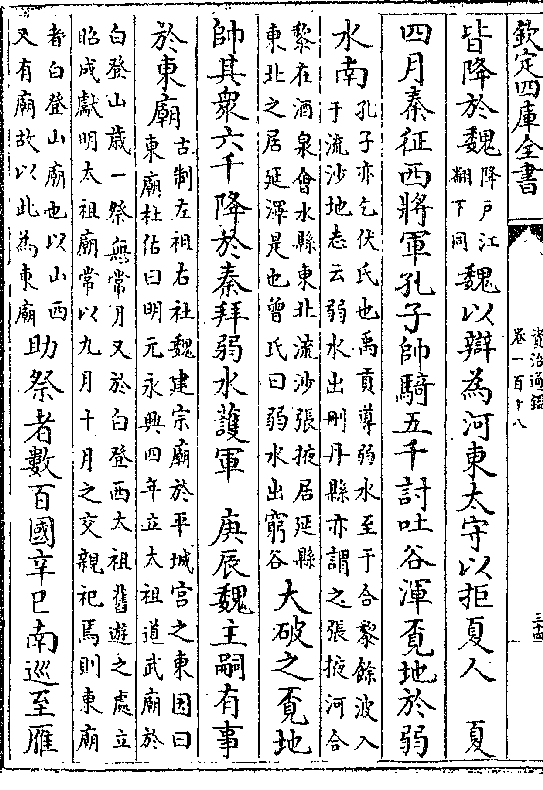 欽定四庫全書
資治通鑑
卷一百十八
皆降於魏降戶江翻下同魏以辯為河東太守以拒夏人　夏
四月秦征西將軍孔子帥騎五千討吐谷渾覓地於弱
水南孔子亦乞伏氏也禹貢導弱水至于合黎餘波入于流沙地志云弱水出刪丹縣亦謂之張掖河合
黎在酒泉會水縣東北流沙張掖居延縣東北之居延澤是也曾氏曰弱水出窮谷大破之覓地
帥其衆六千降於秦拜弱水護軍　庚辰魏主嗣有事
於東廟古制左祖右社魏建宗廟於平城宮之東因曰東廟杜佑曰明元永興四年立太祖道武廟於
白登山歲一祭無常月又於白登西太祖舊遊之處立昭成獻明太祖廟常以九月十月之交親祀焉則東廟
者白登山廟也以山西又有廟故以此為東廟助祭者數百國辛巳南巡至雁